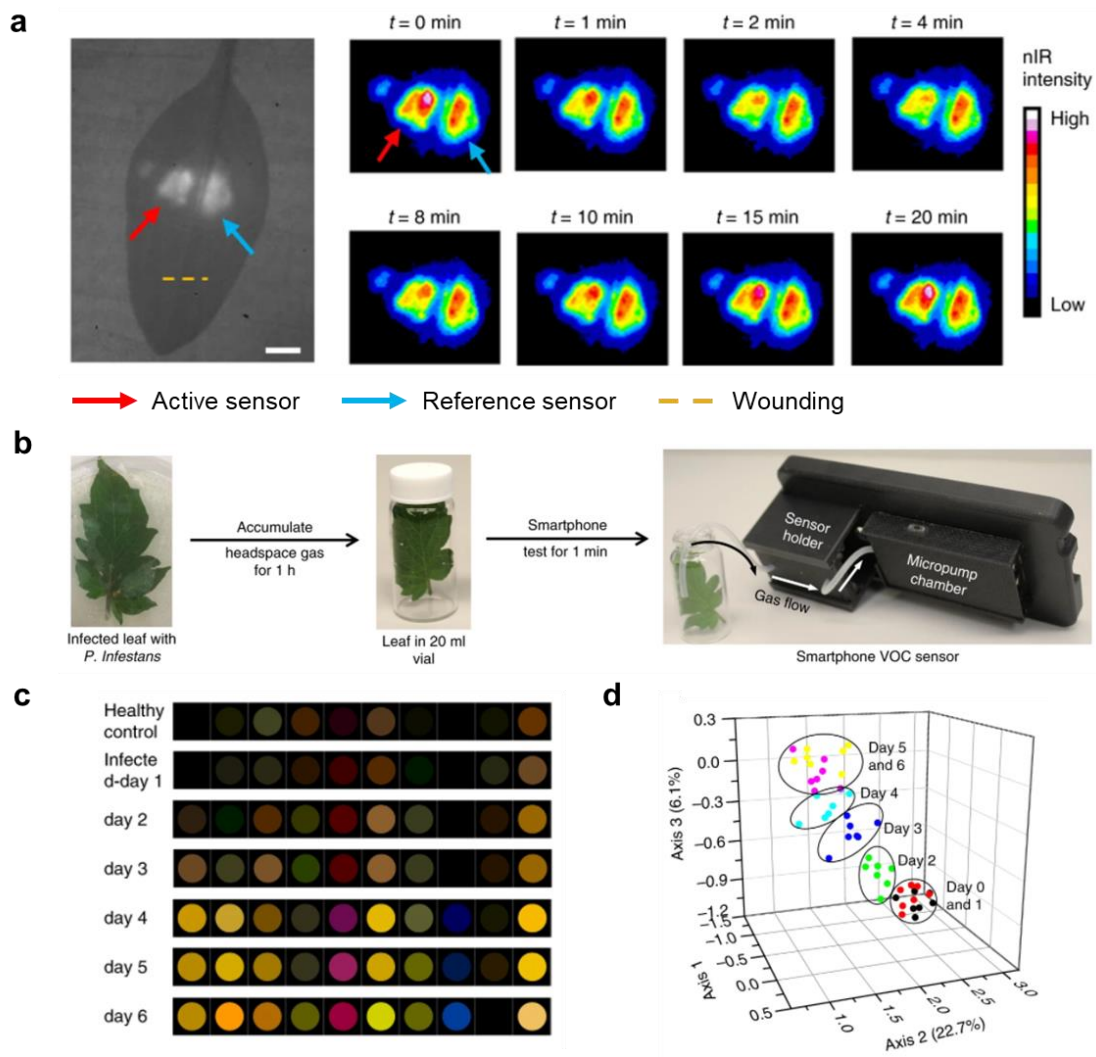 a
t = 0 min
t = 1 min
t = 2 min
t = 4 min
nIR
intensity
High
t = 8 min
t = 10 min
t = 15 min
t = 20 min
Low
Active sensor
Reference sensor
Wounding
b
Accumulate
headspace gas
for 1 h
Smartphone
test for 1 min
Sensor
holder
Micropump
chamber
Gas flow
Infected leaf with
P. Infestans
Leaf in 20 ml
vial
Smartphone VOC sensor
c
Healthy
control
Infecte
d-day 1
day 2
day 3
day 4
day 5
day 6
d
0.3
0.0
−0.3
−0.6
−0.9
−1.2
Axis 3 (6.1%)
−1.5
−1.0
−0.5
0.0
0.5
Axis 1
1.0
1.5
2.0
2.5
3.0
Axis 2 (22.7%)
Day 5
and 6
Day 4
Day 3
Day 2
Day 0
and 1